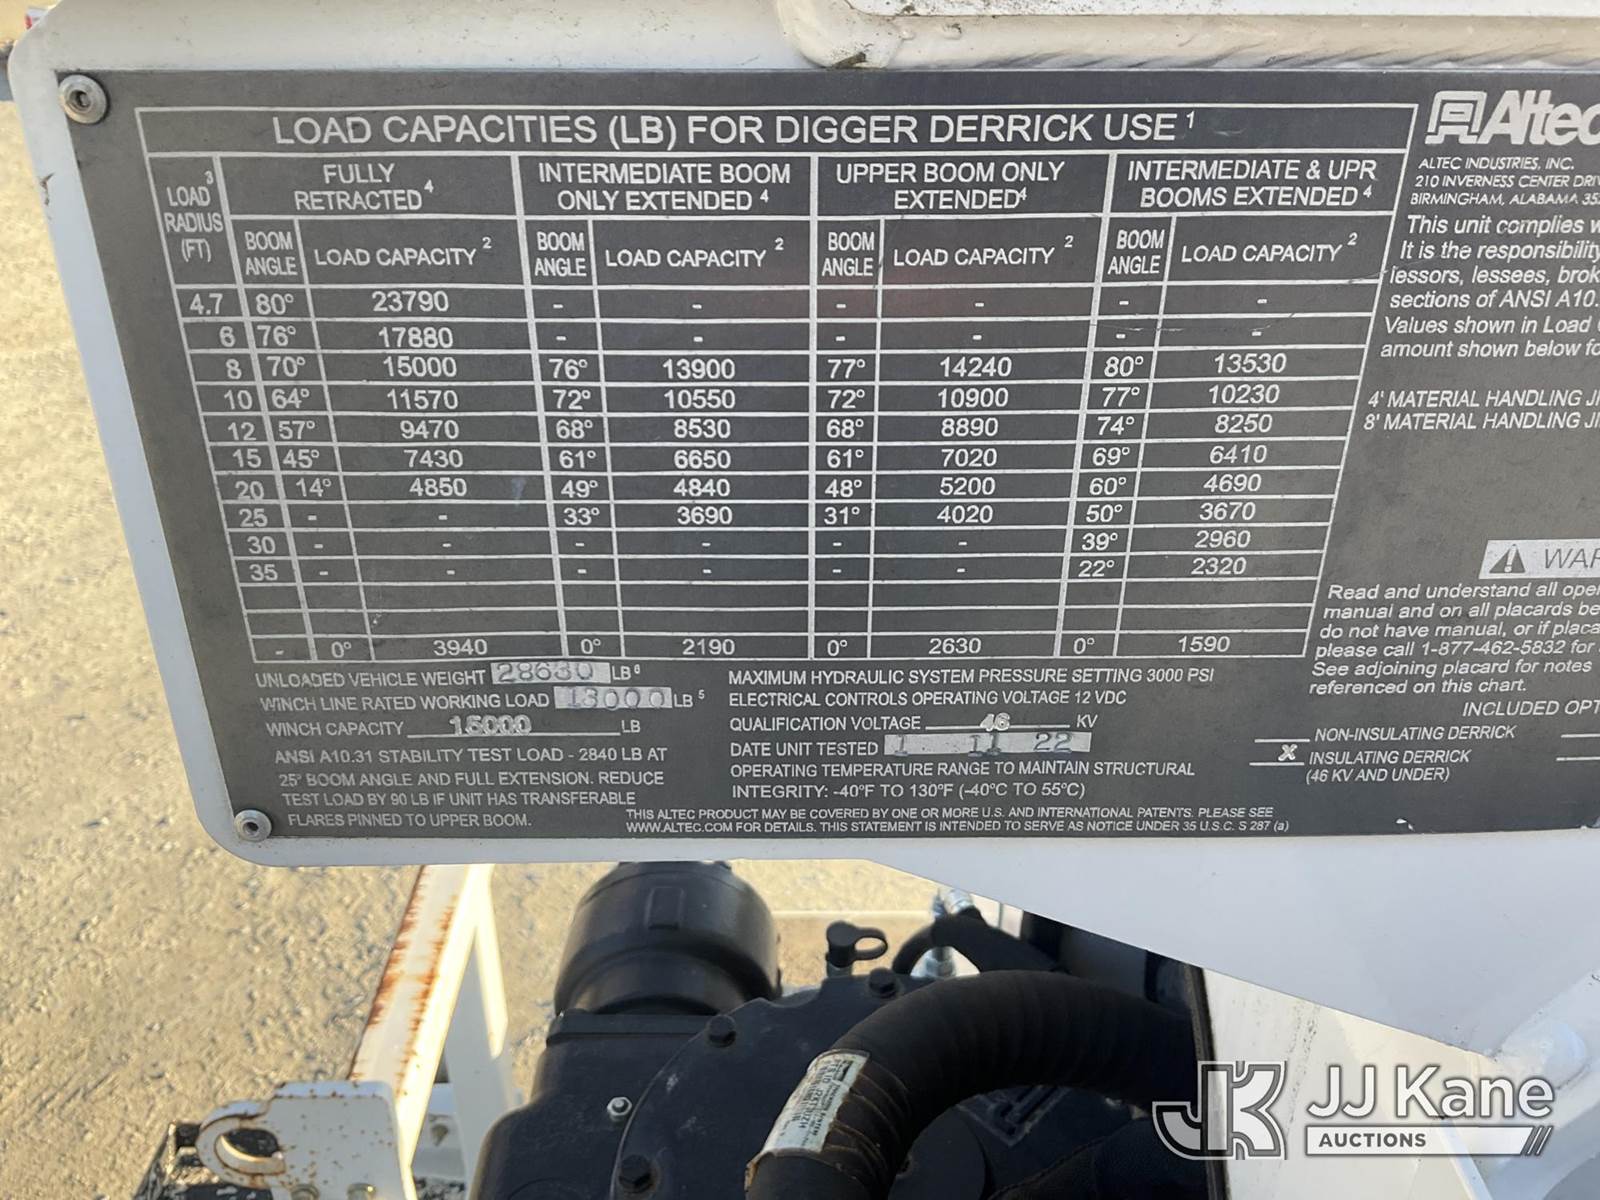 LOAD CAPACITIES (LB) FOR DIGGER DERRICK USE 1
LOAD 3 RADIUS (FT) FULLY RETRACTED 4 INTERMEDIATE BOOM ONLY EXTENDED 4 UPPER BOOM ONLY EXTENDED 4 INTERMEDIATE & UPR BOOMS EXTENDED 4
BOOM ANGLE LOAD CAPACITY 2 BOOM ANGLE LOAD CAPACITY 2 BOOM ANGLE LOAD CAPACITY 2 BOOM ANGLE LOAD CAPACITY 2
4.7 80° 23790 - - - - - -
6 76° 17880 - - - - - -
8 70° 15000 76° 13900 77° 14240 80° 13530
10 64° 11570 72° 10550 72° 10900 77° 10230
12 57° 9470 68° 8530 68° 8890 74° 8250
15 45° 7430 61° 6650 61° 7020 69° 6410
20 14° 4850 49° 4840 48° 5200 60° 4690
25 - - 33° 3690 31° 4020 50° 3670
30 - - - - - - 39° 2960
35 - - - - - - 22° 2320
- 0° 3940 0° 2190 0° 2630 0° 1590
UNLOADED VEHICLE WEIGHT 28630 LB 6
WINCH LINE RATED WORKING LOAD LB 5
WINCH CAPACITY 15000 LB
ANSI A10.31 STABILITY TEST LOAD - 2840 LB AT
25° BOOM ANGLE AND FULL EXTENSION. REDUCE
TEST LOAD BY 90 LB IF UNIT HAS TRANSFERABLE
FLARES PINNED TO UPPER BOOM.
MAXIMUM HYDRAULIC SYSTEM PRESSURE SETTING 3000 PSI
ELECTRICAL CONTROLS OPERATING VOLTAGE 12 VDC
QUALIFICATION VOLTAGE 46 KV
DATE UNIT TESTED 1 11 22
OPERATING TEMPERATURE RANGE TO MAINTAIN STRUCTURAL
INTEGRITY: -40°F TO 130°F (-40°C TO 55°C)
THIS ALTEC PRODUCT MAY BE COVERED BY ONE OR MORE U.S. AND INTERNATIONAL PATENTS. PLEASE SEE
WWW.ALTEC.COM FOR DETAILS. THIS STATEMENT IS INTENDED TO SERVE AS NOTICE UNDER 35 U.S.C. S 287 (a)
Altec
ALTEC INDUSTRIES, INC.
210 INVERNESS CENTER
BIRMINGHAM, ALABAMA
This unit complies
It is the responsibility
lessors, lessees,
sections of ANSI A10.
Values shown in Load
amount shown below
4' MATERIAL HANDLING
8' MATERIAL HANDLING
Read and understand all
manual and on all placards
do not have manual, or if
please call 1-877-462-5832 for
See adjoining placard for notes
referenced on this chart.
INCLUDED
NON-INSULATING DERRICK
X INSULATING DERRICK
(46 KV AND UNDER)
JK JJ Kane
AUCTIONS